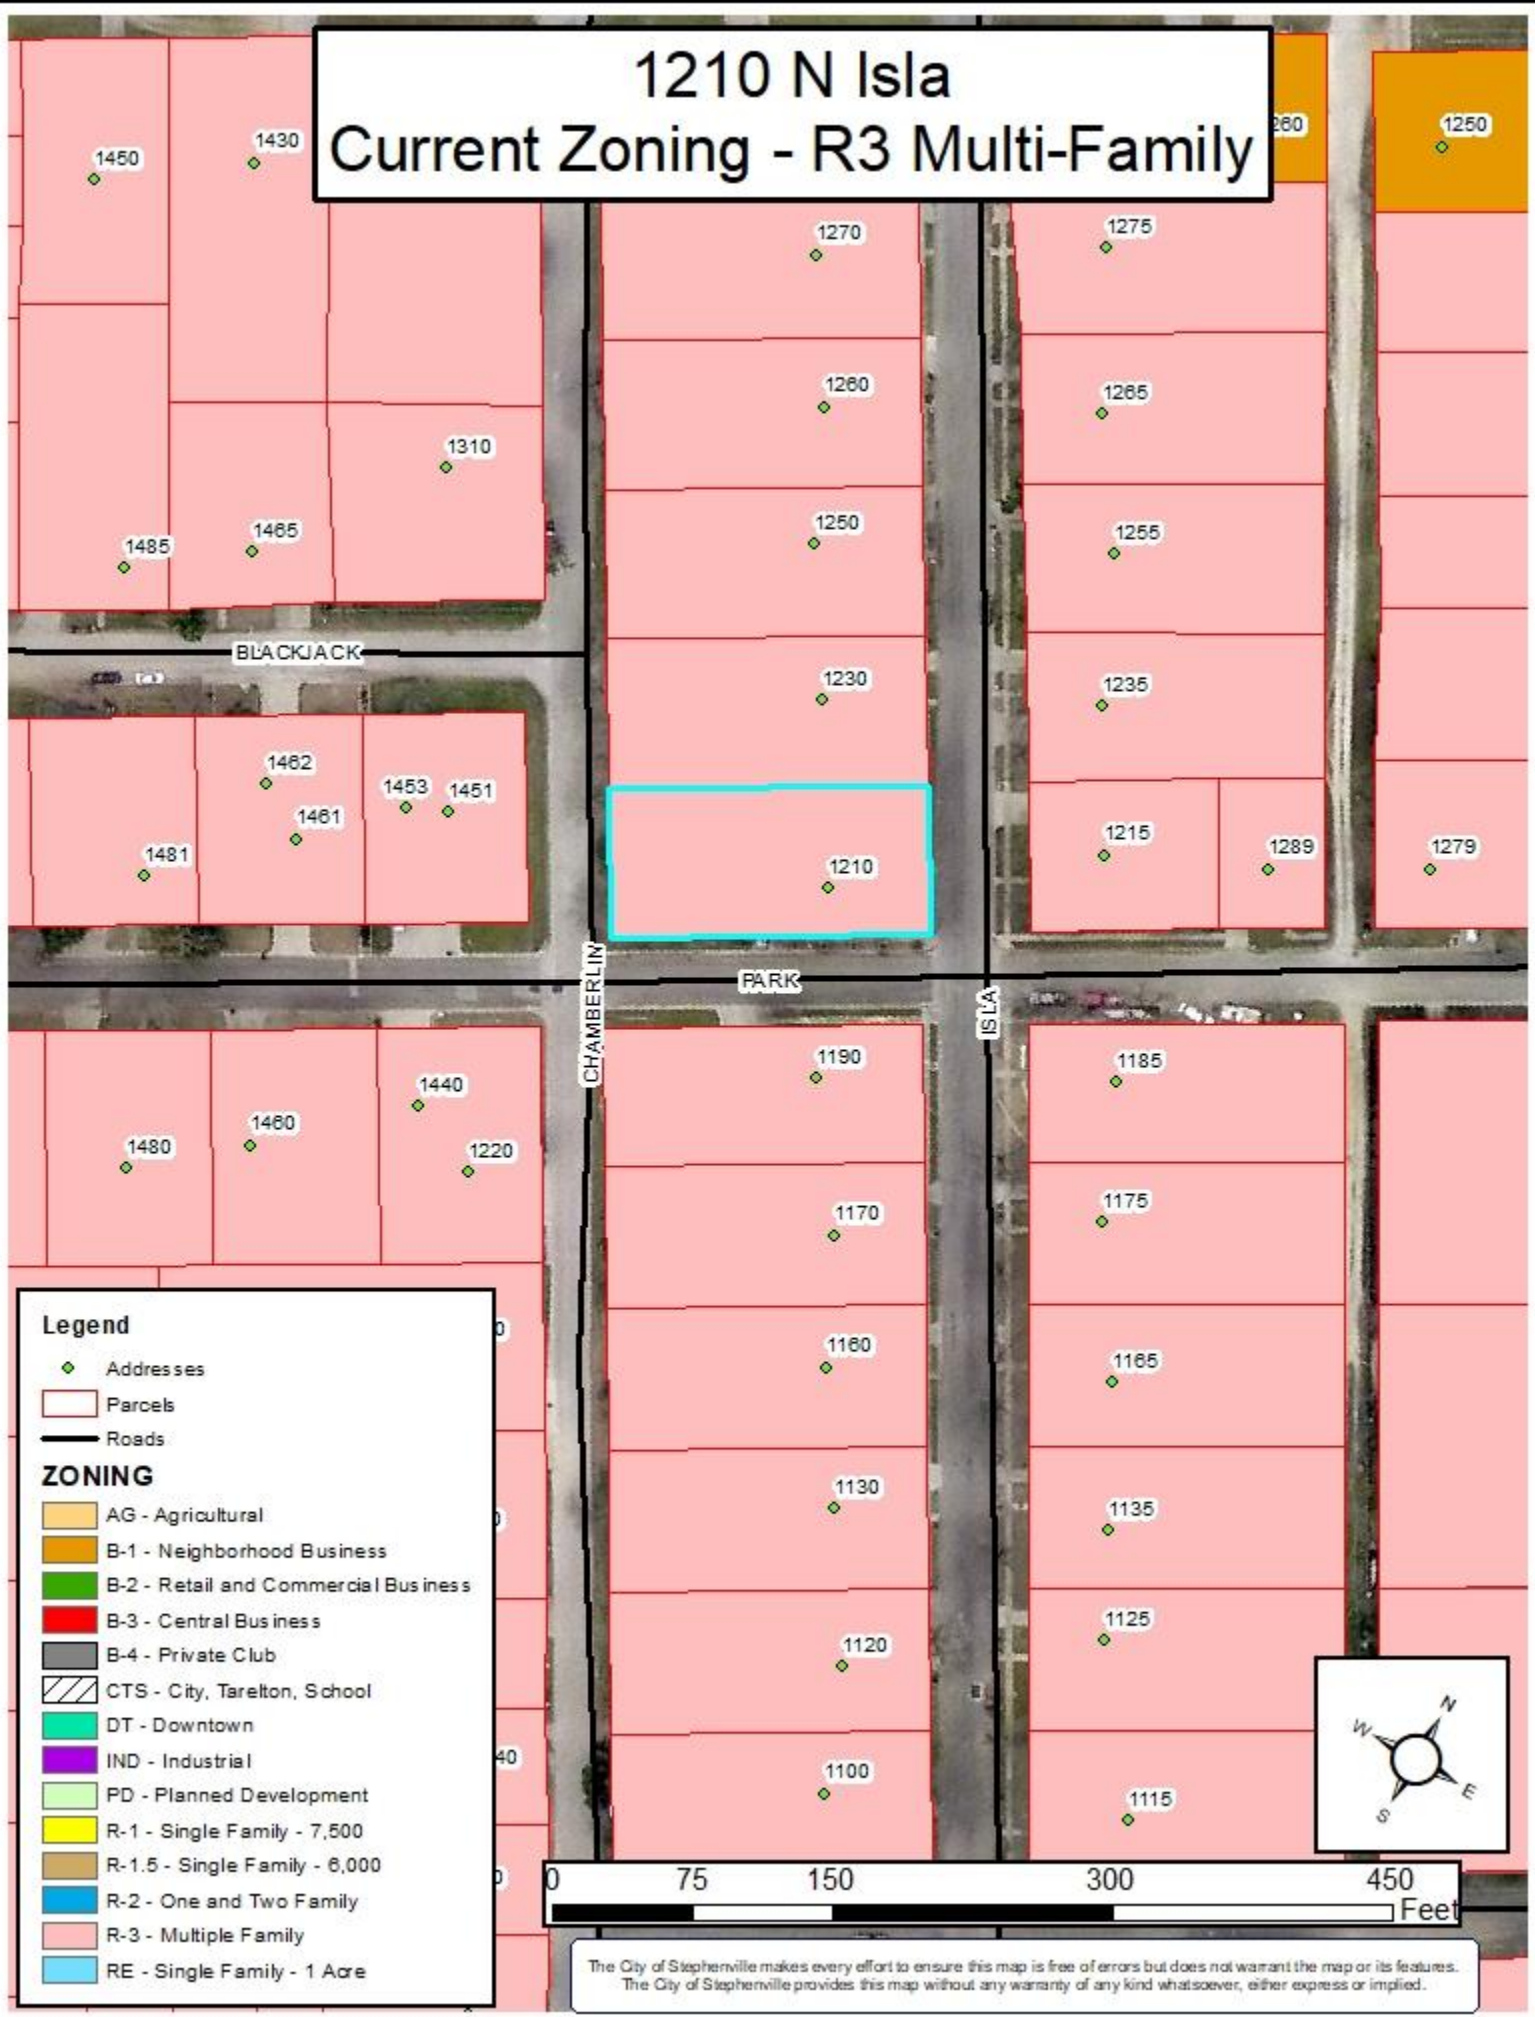 1210 N Isla
Current Zoning - R3 Multi-Family
1450
1430
1250
1270
1275
1260
1265
1310
1250
1255
1485
1465
BLACKJACK
1230
1235
1462
1453
1451
1461
1481
1210
1215
1289
1279
CHAMBERLIN
PARK
ISLA
1190
1185
1440
1460
1480
1220
1170
1175
1160
1165
1130
1135
1120
1125
1100
1115
40
Legend
Addresses
Parcels
Roads
ZONING
AG - Agricultural
B-1 - Neighborhood Business
B-2 - Retail and Commercial Business
B-3 - Central Business
B-4 - Private Club
CTS - City, Tarelton, School
DT - Downtown
IND - Industrial
PD - Planned Development
R-1 - Single Family - 7,500
R-1.5 - Single Family - 6,000
R-2 - One and Two Family
R-3 - Multiple Family
RE - Single Family - 1 Acre
N
W
E
S
0 75 150 300 450
Feet
The City of Stephenville makes every effort to ensure this map is free of errors but does not warrant the map or its features.
The City of Stephenville provides this map without any warranty of any kind whatsoever, either express or implied.